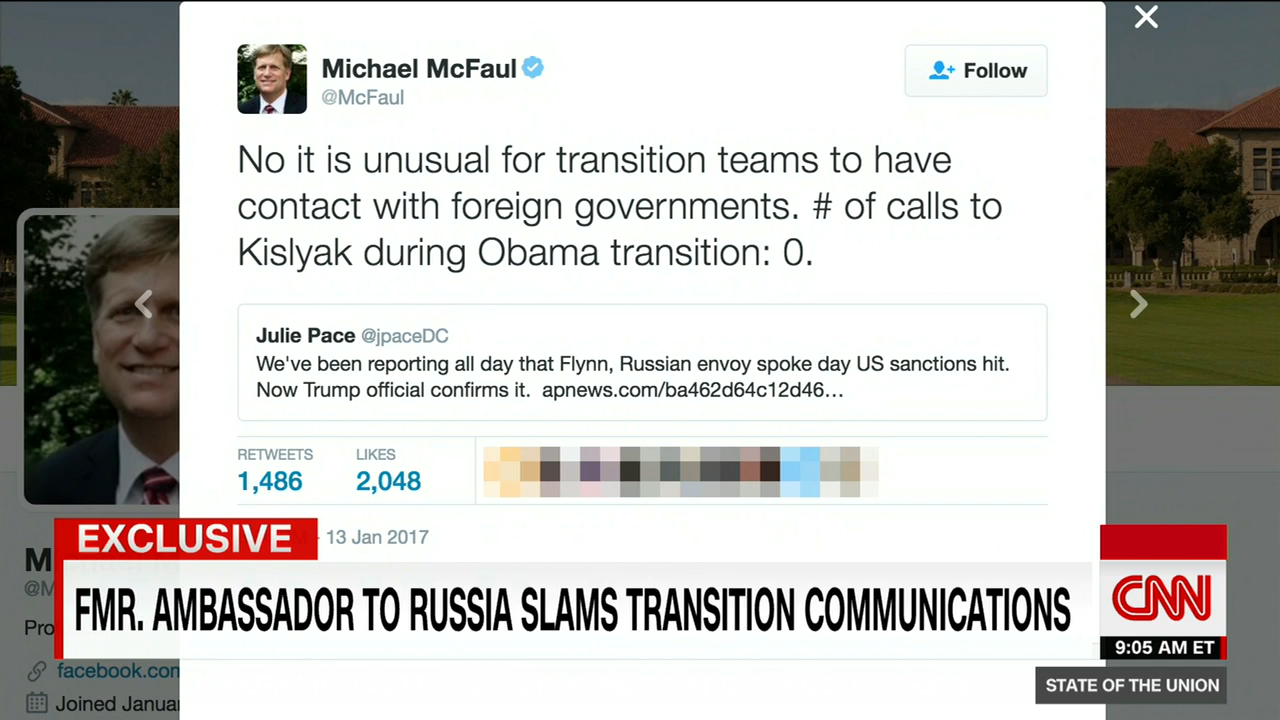 Michael McFaul
@McFaul
Follow
No it is unusual for transition teams to have
contact with foreign governments. # of calls to
Kislyak during Obama transition: 0.
Julie Pace @jpaceDC
We've been reporting all day that Flynn, Russian envoy spoke day US sanctions hit.
Now Trump official confirms it. apnews.com/ba462d64c12d46…
RETWEETS LIKES
1,486 2,048
13 Jan 2017
EXCLUSIVE
FMR. AMBASSADOR TO RUSSIA SLAMS TRANSITION COMMUNICATIONS
CNN
9:05 AM ET
STATE OF THE UNION
facebook.con
Joined Januar